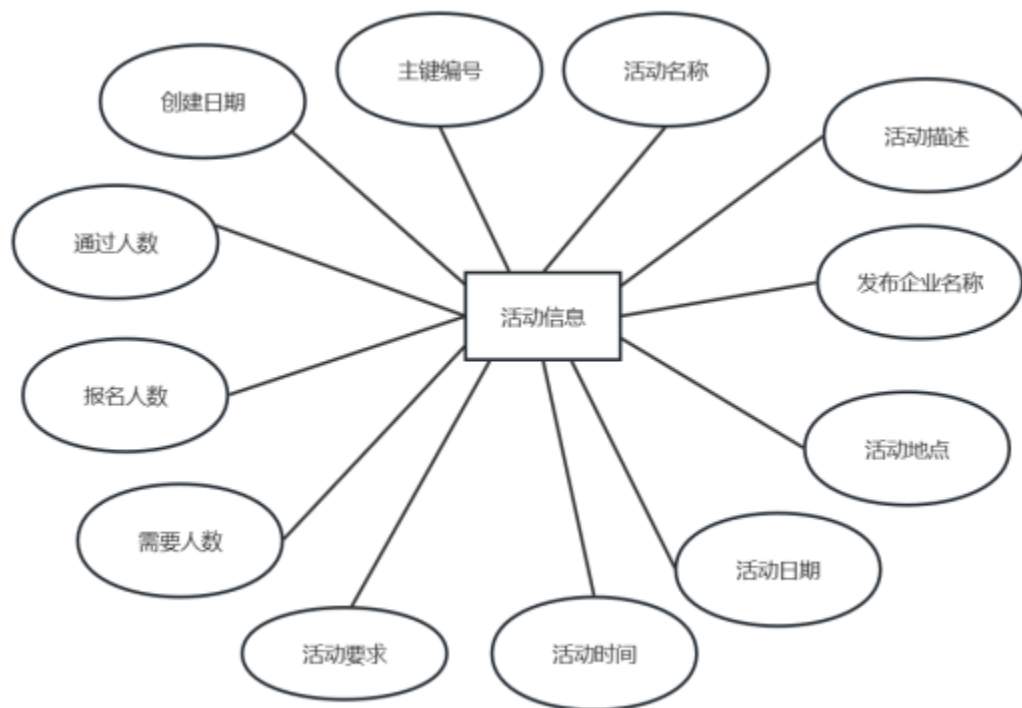 主键编号
活动名称
创建日期
活动描述
通过人数
发布企业名称
活动信息
报名人数
活动地点
需要人数
活动日期
活动要求
活动时间